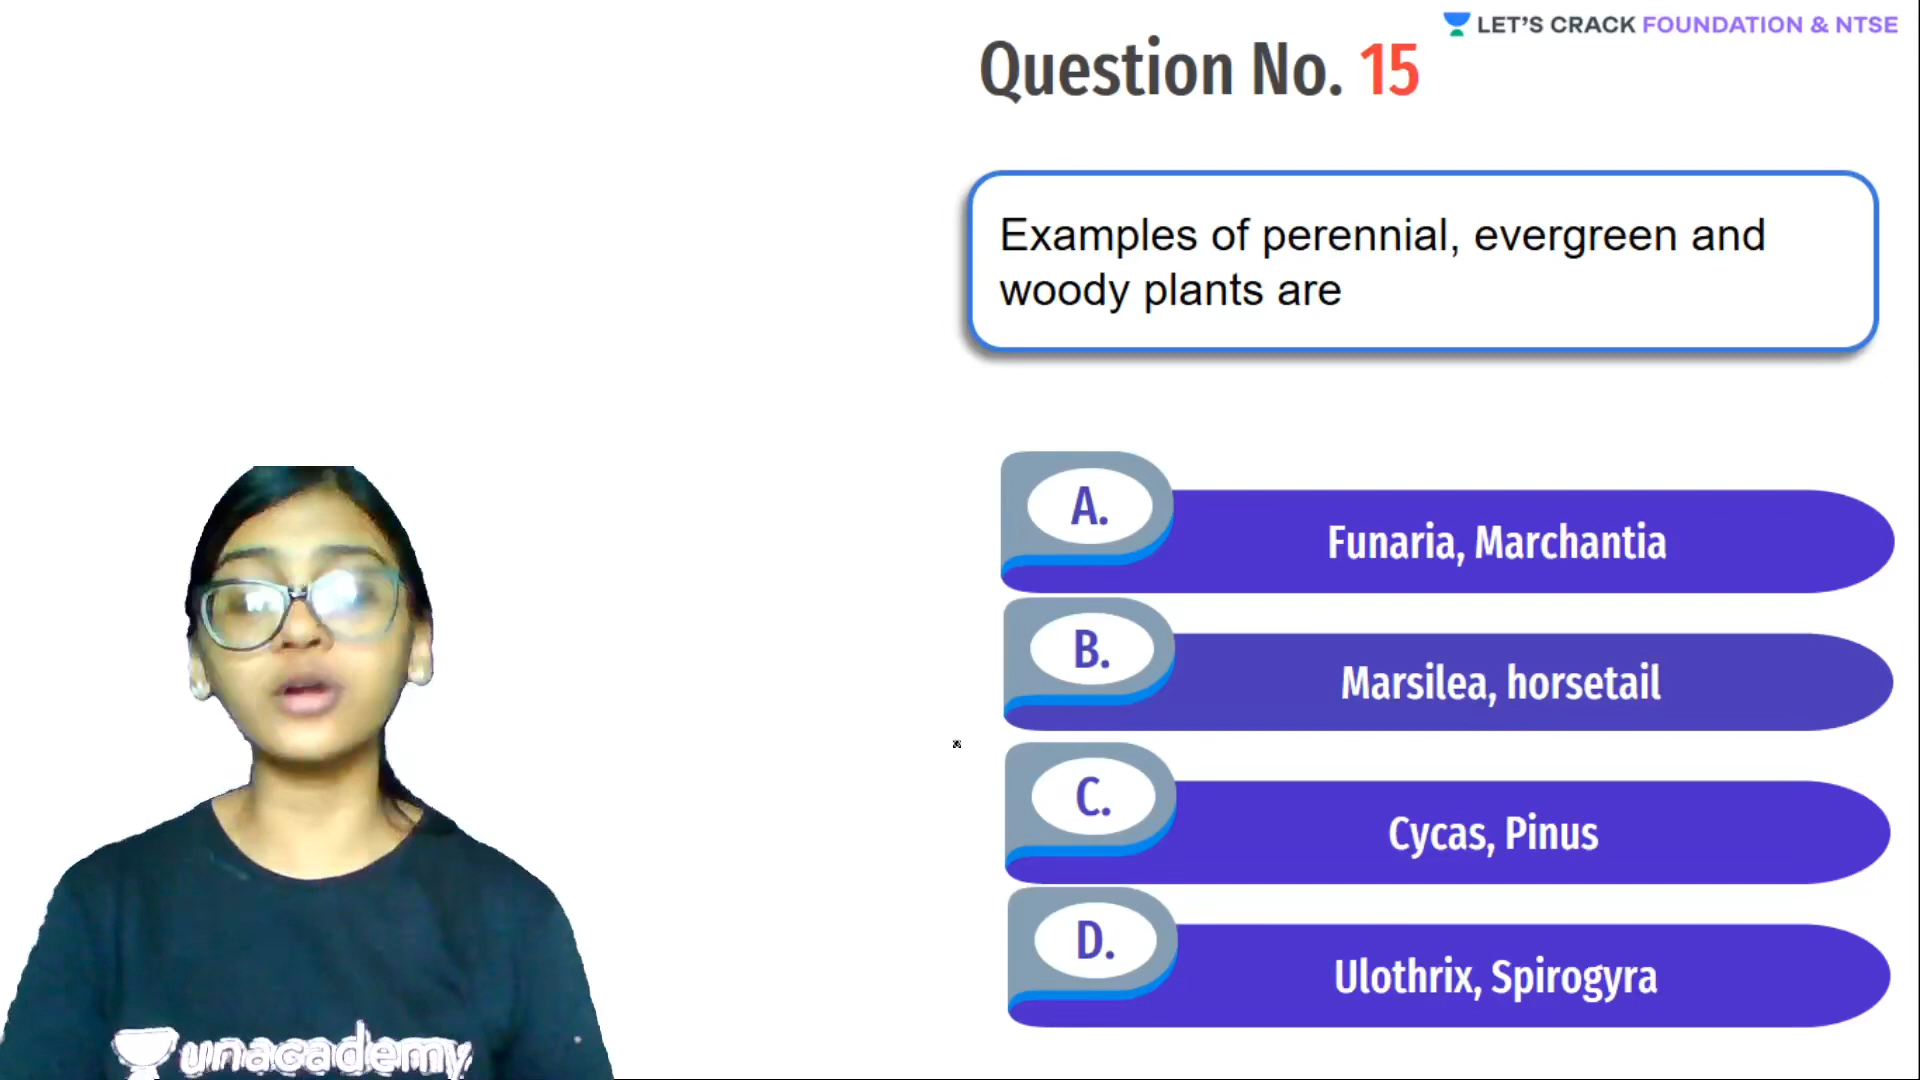 LET'S CRACK FOUNDATION & NTSE
Question No. 15
Examples of perennial, evergreen and
woody plants are
A.
Funaria, Marchantia
B.
Marsilea, horsetail
C.
Cycas, Pinus
D.
Ulothrix, Spirogyra
unacademy